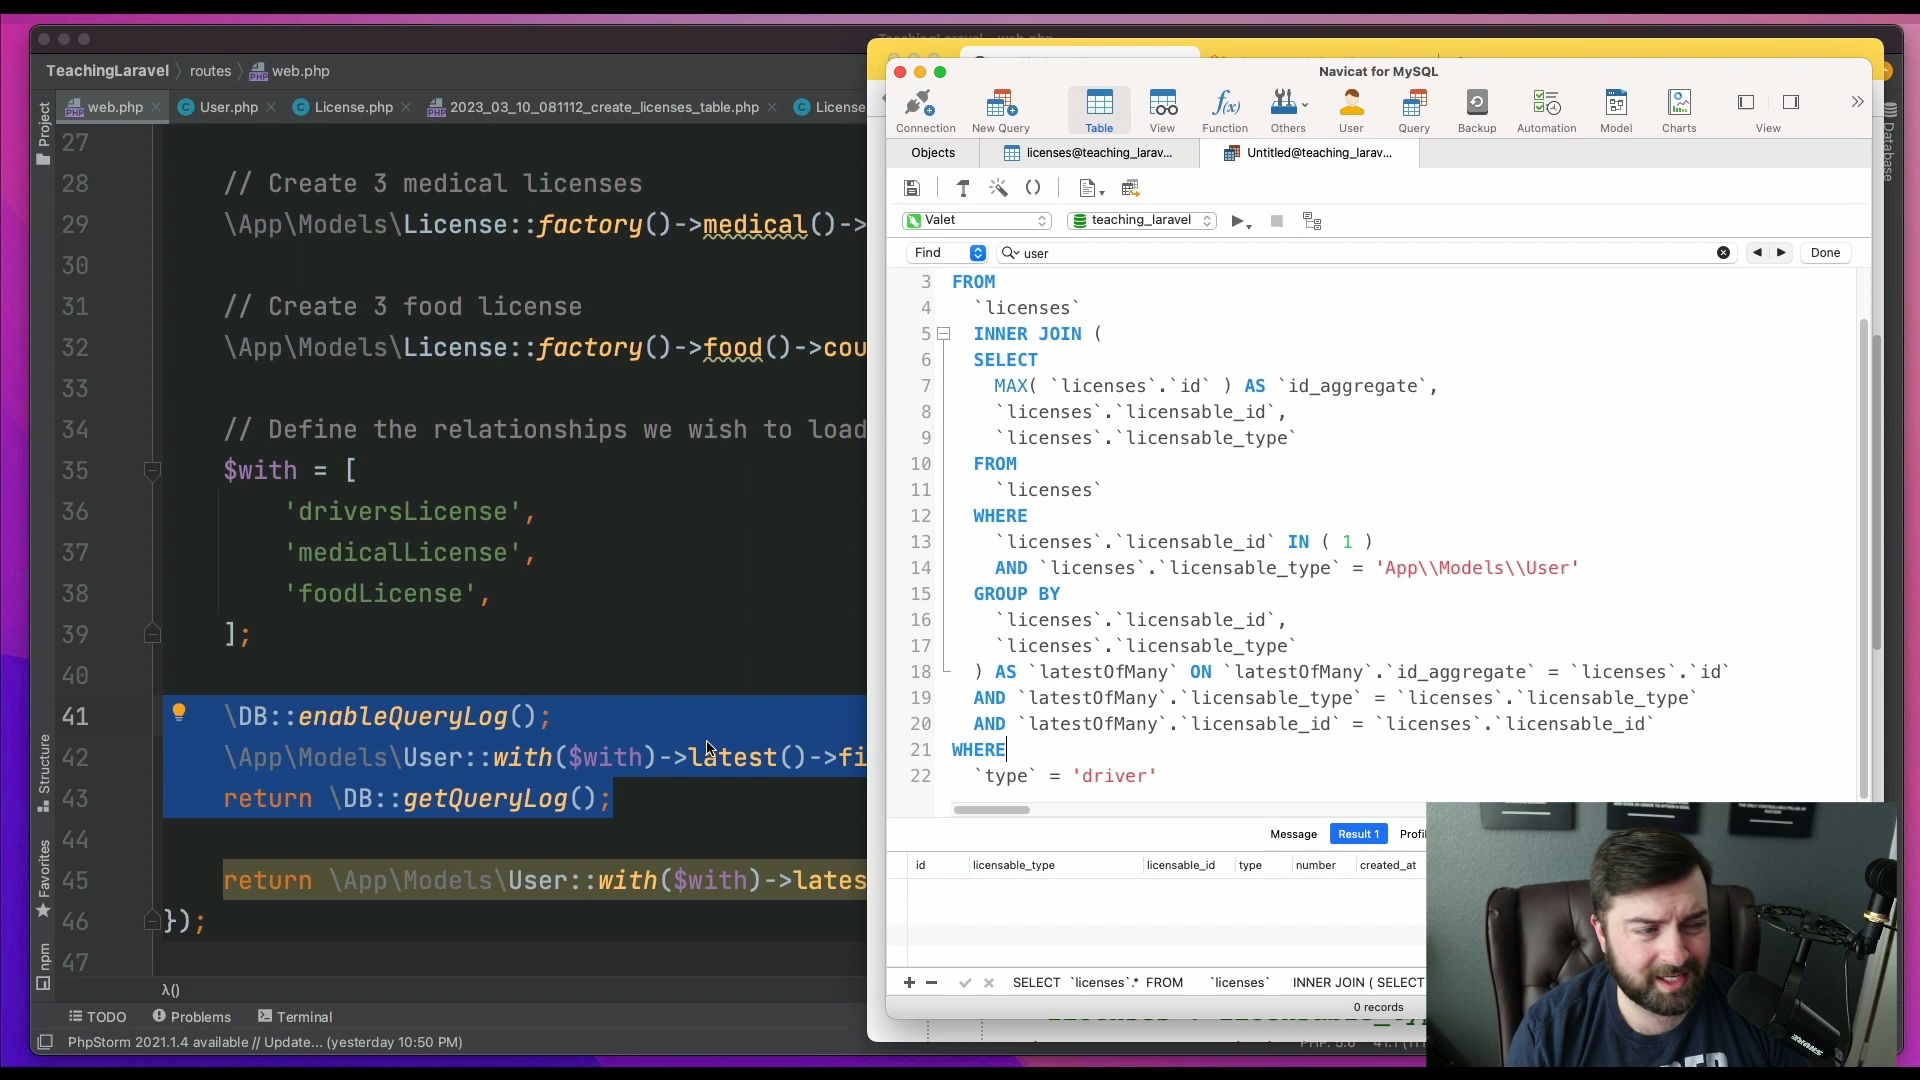 TeachingLaravel
routes
web.php
web.php
User.php
License.php
2023_03_10_081112_create_licenses_table.php
License
Project
Structure
Favorites
npm
27
28 // Create 3 medical licenses
29 \App\Models\License::factory()->medical()->
30
31 // Create 3 food license
32 \App\Models\License::factory()->food()->cou
33
34 // Define the relationships we wish to load
35 $with = [
36 'driversLicense',
37 'medicalLicense',
38 'foodLicense',
39 ];
40
41 \DB::enableQueryLog();
42 \App\Models\User::with($with)->latest()->fi
43 return \DB::getQueryLog();
44
45 return \App\Models\User::with($with)->lates
46 });
47
λ()
TODO
Problems
Terminal
PhpStorm 2021.1.4 available // Update... (yesterday 10:50 PM)
Navicat for MySQL
Connection
New Query
Table
View
Function
Others
User
Query
Backup
Automation
Model
Charts
View
Objects
licenses@teaching_larav...
Untitled@teaching_larav...
Valet
teaching_laravel
Find
user
Done
3 FROM
4 `licenses`
5 INNER JOIN (
6 SELECT
7 MAX( `licenses`.`id` ) AS `id_aggregate`,
8 `licenses`.`licensable_id`,
9 `licenses`.`licensable_type`
10 FROM
11 `licenses`
12 WHERE
13 `licenses`.`licensable_id` IN ( 1 )
14 AND `licenses`.`licensable_type` = 'App\\Models\\User'
15 GROUP BY
16 `licenses`.`licensable_id`,
17 `licenses`.`licensable_type`
18 ) AS `latestOfMany` ON `latestOfMany`.`id_aggregate` = `licenses`.`id`
19 AND `latestOfMany`.`licensable_type` = `licenses`.`licensable_type`
20 AND `latestOfMany`.`licensable_id` = `licenses`.`licensable_id`
21 WHERE
22 `type` = 'driver'
Message
Result 1
Profil
id
licensable_type
licensable_id
type
number
created_at
SELECT `licenses`.* FROM `licenses` INNER JOIN ( SELECT
0 records
Database